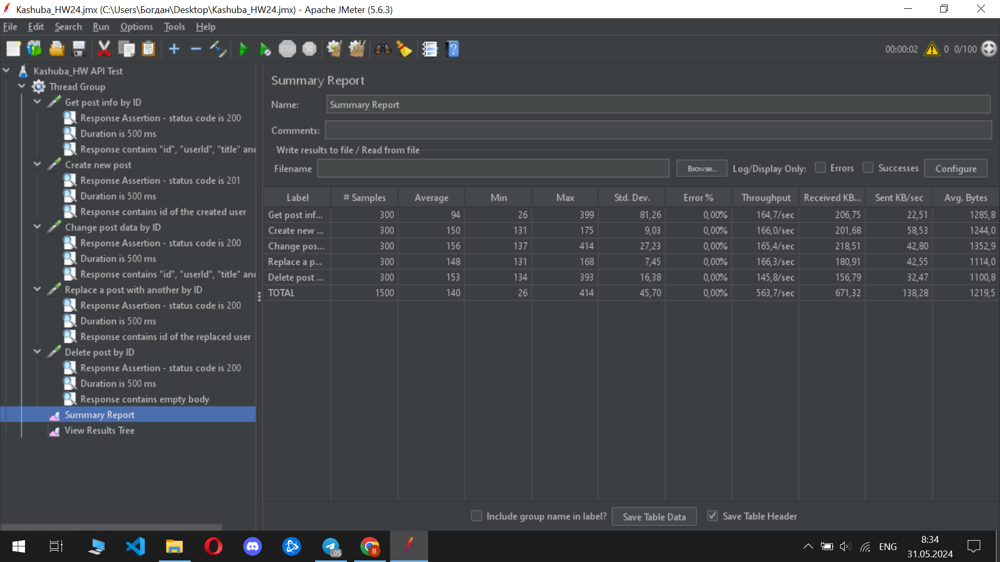 Kashuba_HW24.jmx (C:\Users\Богдан\Desktop\Kashuba_HW24.jmx) - Apache JMeter (5.6.3)
File Edit Search Run Options Tools Help
STOP
00:00:02 0 0/100
Kashuba_HW API Test
Thread Group
Get post info by ID
Response Assertion - status code is 200
Duration is 500 ms
Response contains "id", "userId", "title" and
Create new post
Response Assertion - status code is 201
Duration is 500 ms
Response contains id of the created user
Change post data by ID
Response Assertion - status code is 200
Duration is 500 ms
Response contains "id", "userId", "title" and
Replace a post with another by ID
Response Assertion - status code is 200
Duration is 500 ms
Response contains id of the replaced user
Delete post by ID
Response Assertion - status code is 200
Duration is 500 ms
Response contains empty body
Summary Report
View Results Tree
Summary Report
Name: Summary Report
Comments:
Write results to file / Read from file
Filename Browse... Log/Display Only: Errors Successes Configure
Label # Samples Average Min Max Std. Dev. Error % Throughput Received KB... Sent KB/sec Avg. Bytes
Get post inf... 300 94 26 399 81,26 0,00% 164,7/sec 206,75 22,51 1285,8
Create new ... 300 150 131 175 9,03 0,00% 166,0/sec 201,68 58,53 1244,0
Change pos... 300 156 137 414 27,23 0,00% 165,4/sec 218,51 42,80 1352,9
Replace a p... 300 148 131 168 7,45 0,00% 166,3/sec 180,91 42,55 1114,0
Delete post ... 300 153 134 393 16,38 0,00% 145,8/sec 156,79 32,47 1100,8
TOTAL 1500 140 26 414 45,70 0,00% 563,7/sec 671,32 138,28 1219,5
Include group name in label? Save Table Data Save Table Header
..05 B ENG 8:34
31.05.2024